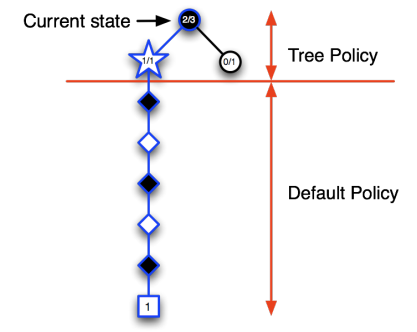 Current state
2/3
1/1
0/1
Tree Policy
Default Policy
1